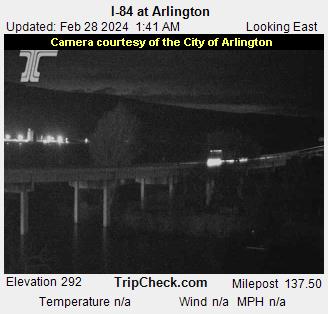 I-84 at Arlington
Updated: Feb 28 2024 1:41 AM Looking East
Camera courtesy of the City of Arlington
Elevation 292 TripCheck.com Milepost 137.50
Temperature n/a Wind n/a MPH n/a